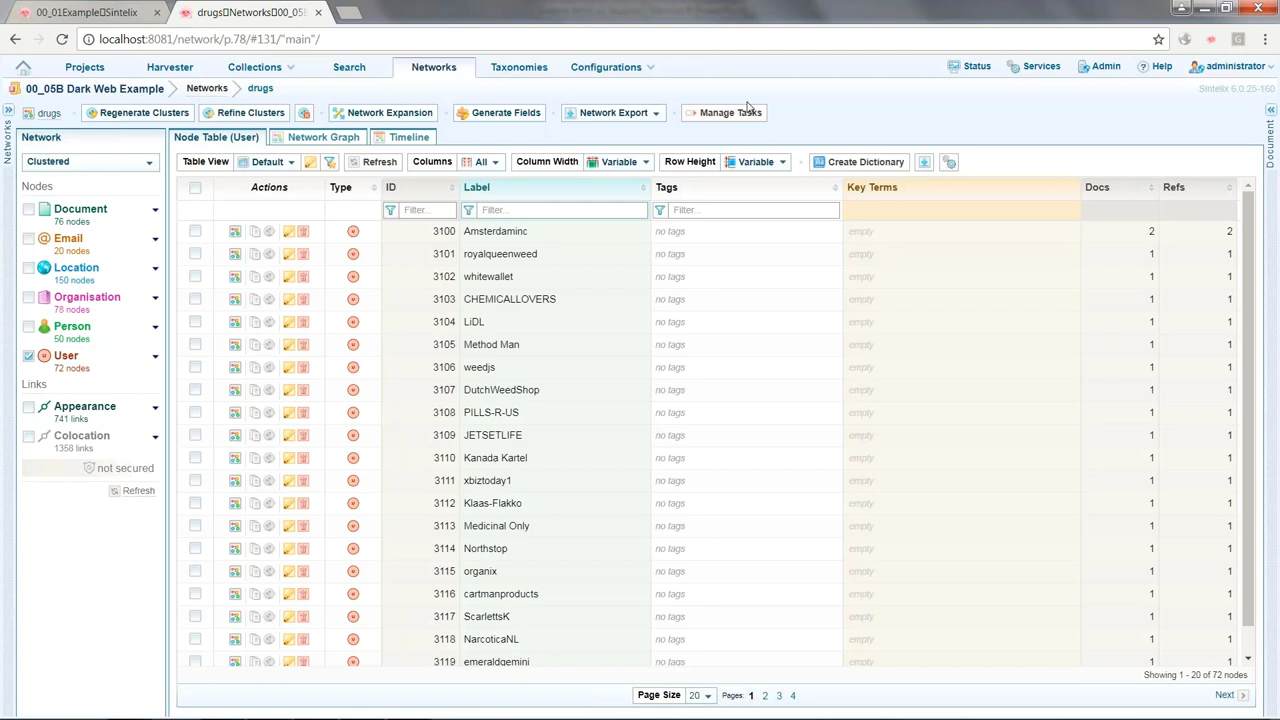 00_01Example Sintelix
drugs Networks 00_05
localhost:8081/network/p.78/#131/"main"/
Harvester Collections Search Networks Taxonomies Configurations Status Services Admin Help administrator
Projects
00_05B Dark Web Example Networks drugs Sintelix 6.0.25-160
Networks
drugs Regenerate Clusters Refine Clusters Network Expansion Generate Fields Network Export Manage Tasks
Document
Network
Node Table (User) Network Graph Timeline
Clustered
Table View Default Refresh Columns All Column Width Variable Row Height Variable Create Dictionary
Nodes
Document
76 nodes
Email
20 nodes
Location
150 nodes
Organisation
78 nodes
Person
50 nodes
User
72 nodes
Links
Appearance
741 links
Colocation
1358 links
not secured
Refresh
Actions Type ID Label Tags Key Terms Docs Refs
Filter... Filter... Filter...
3100 Amsterdaminc no tags empty 2 2
3101 royalqueenweed no tags empty 1 1
3102 whitewallet no tags empty 1 1
3103 CHEMICALLOVERS no tags empty 1 1
3104 LiDL no tags empty 1 1
3105 Method Man no tags empty 1 1
3106 weedjs no tags empty 1 1
3107 DutchWeedShop no tags empty 1 1
3108 PILLS-R-US no tags empty 1 1
3109 JETSETLIFE no tags empty 1 1
3110 Kanada Kartel no tags empty 1 1
3111 xbiztoday1 no tags empty 1 1
3112 Klaas-Flakko no tags empty 1 1
3113 Medicinal Only no tags empty 1 1
3114 Northstop no tags empty 1 1
3115 organix no tags empty 1 1
3116 cartmanproducts no tags empty 1 1
3117 ScarlettsK no tags empty 1 1
3118 NarcoticaNL no tags empty 1 1
3119 emeraldgemini no tags empty 1 1
Showing 1 - 20 of 72 nodes
Page Size 20 Pages: 1 2 3 4 Next